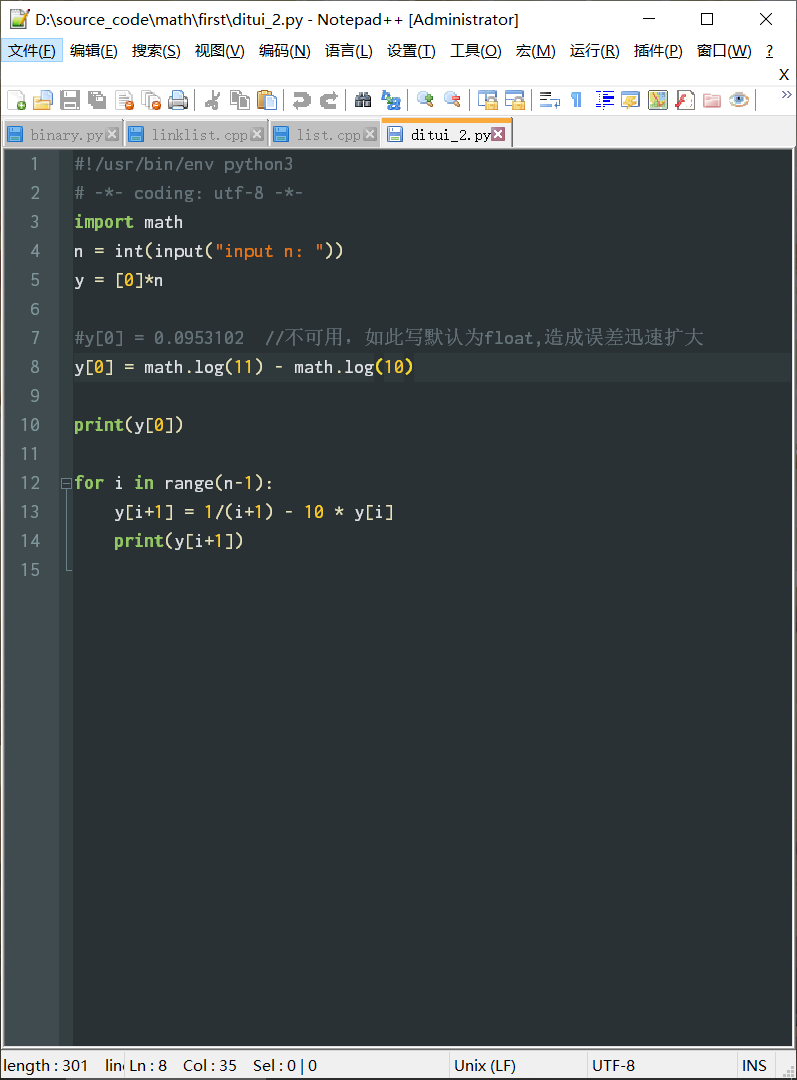 D:\source_code\math\first\ditui_2.py - Notepad++ [Administrator]
文件(F) 编辑(E) 搜索(S) 视图(V) 编码(N) 语言(L) 设置(T) 工具(O) 宏(M) 运行(R) 插件(P) 窗口(W) ?
X
binary.py linklist.cpp list.cpp ditui_2.py
1 #!/usr/bin/env python3
2 # -*- coding: utf-8 -*-
3 import math
4 n = int(input("input n: "))
5 y = [0]*n
6
7 #y[0] = 0.0953102  //不可用，如此写默认为float,造成误差迅速扩大
8 y[0] = math.log(11) - math.log(10)
9
10 print(y[0])
11
12 for i in range(n-1):
13     y[i+1] = 1/(i+1) - 10 * y[i]
14     print(y[i+1])
15
length : 301 line Ln : 8 Col : 35 Sel : 0 | 0 Unix (LF) UTF-8 INS